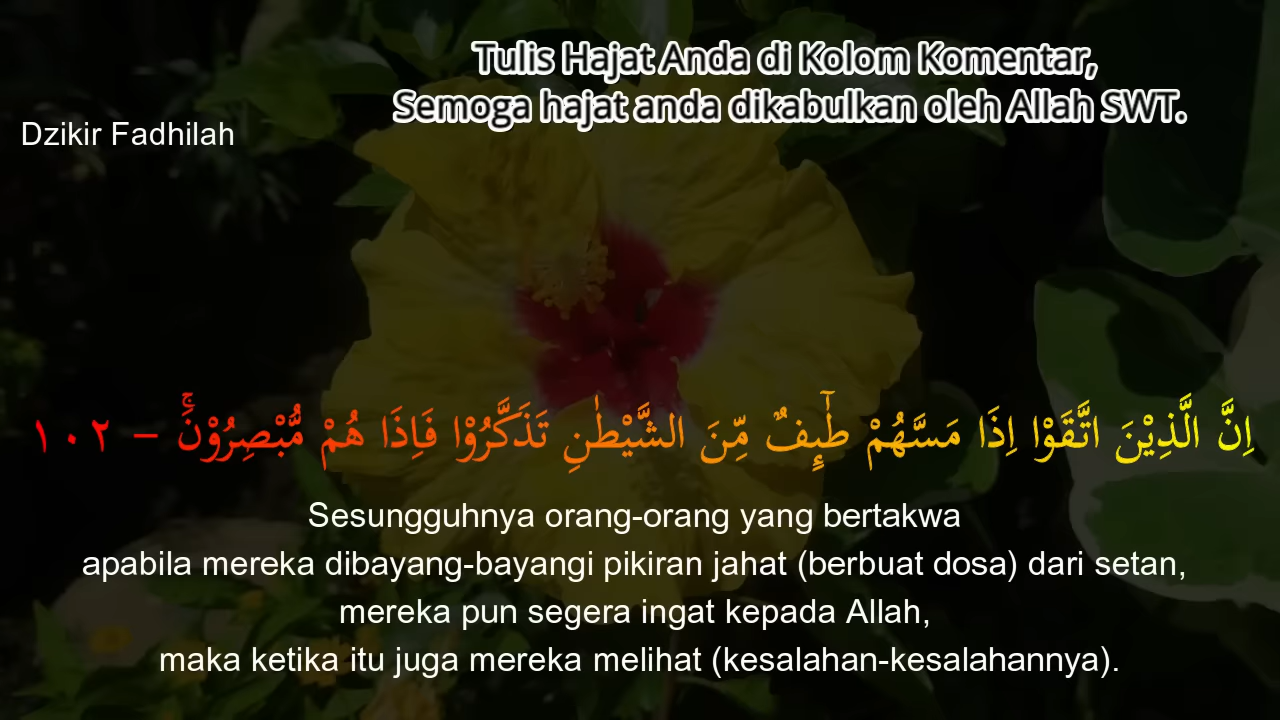 Tulis Hajat Anda di Kolom Komentar,
Semoga hajat anda dikabulkan oleh Allah SWT.
Dzikir Fadhilah
اِنَّ الَّذِيْنَ اتَّقَوْا اِذَا مَسَّهُمْ طٰۤىِٕفٌ مِّنَ الشَّيْطٰنِ تَذَكَّرُوْا فَاِذَا هُمْ مُّبْصِرُوْنَۚ – ١٠٢
Sesungguhnya orang-orang yang bertakwa
apabila mereka dibayang-bayangi pikiran jahat (berbuat dosa) dari setan,
mereka pun segera ingat kepada Allah,
maka ketika itu juga mereka melihat (kesalahan-kesalahannya).